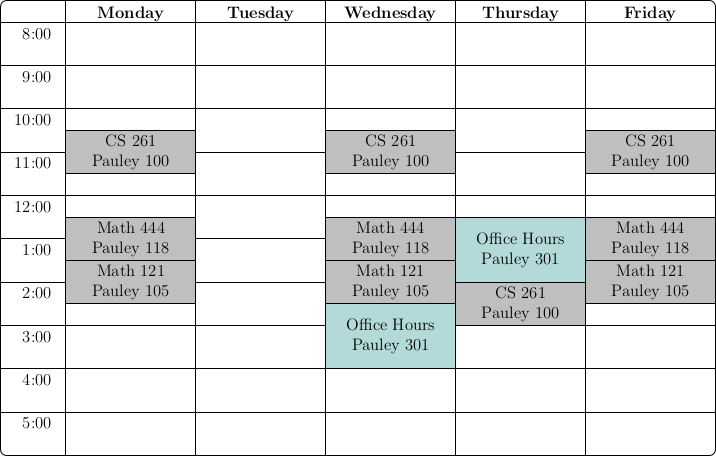 Monday Tuesday Wednesday Thursday Friday
8:00
9:00
10:00
CS 261 CS 261 CS 261
11:00 Pauley 100 Pauley 100 Pauley 100
12:00
Math 444 Math 444 Math 444
Office Hours
1:00 Pauley 118 Pauley 118 Pauley 118
Pauley 301
Math 121 Math 121 Math 121
2:00 Pauley 105 Pauley 105 CS 261 Pauley 105
Pauley 100
Office Hours
3:00
Pauley 301
4:00
5:00